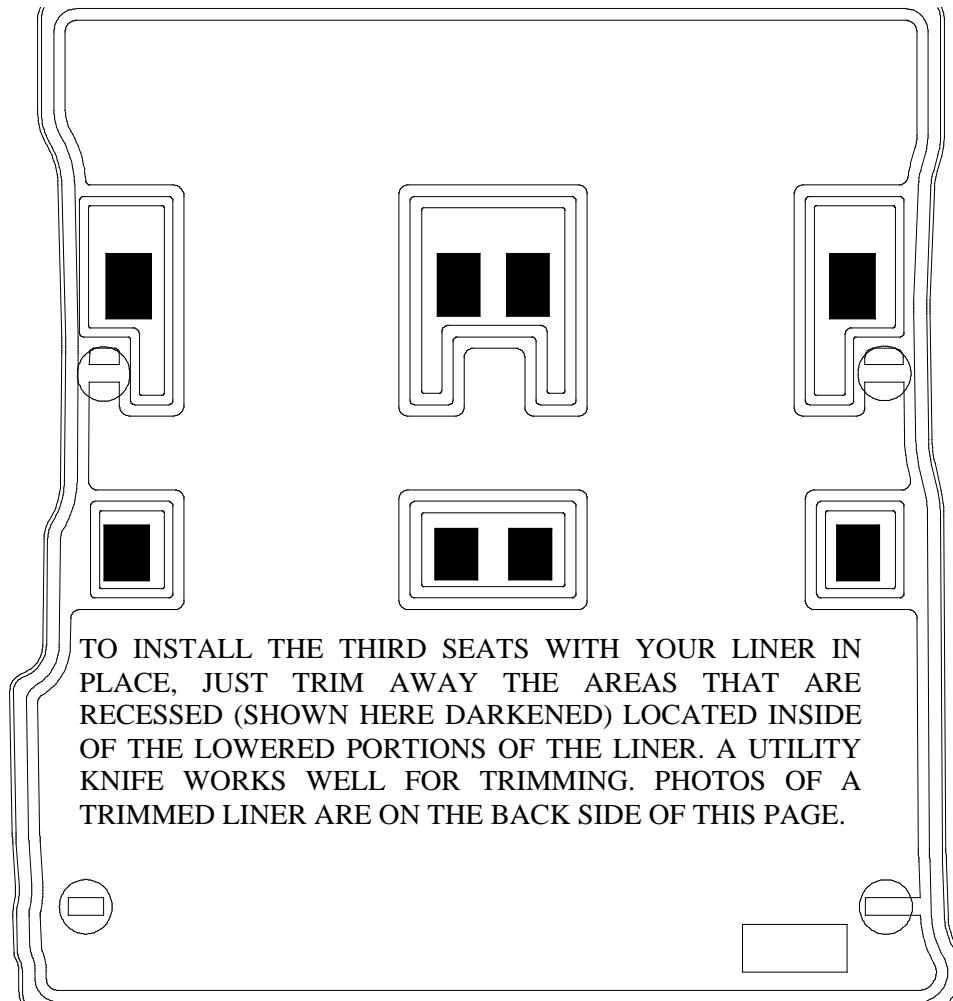 TO INSTALL THE THIRD SEATS WITH YOUR LINER IN
PLACE, JUST TRIM AWAY THE AREAS THAT ARE
RECESSED (SHOWN HERE DARKENED) LOCATED INSIDE
OF THE LOWERED PORTIONS OF THE LINER. A UTILITY
KNIFE WORKS WELL FOR TRIMMING. PHOTOS OF A
TRIMMED LINER ARE ON THE BACK SIDE OF THIS PAGE.